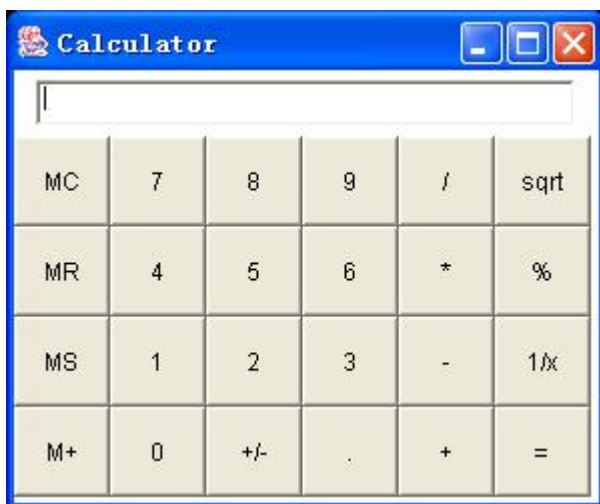 Calculator
MC 7 8 9 / sqrt
MR 4 5 6 * %
MS 1 2 3 - 1/x
M+ 0 +/- . + =